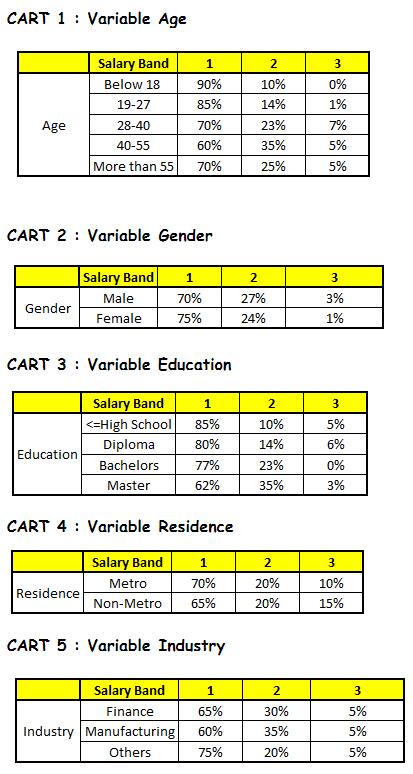 CART 1 : Variable Age
Salary Band 1 2 3
Below 18 90% 10% 0%
19-27 85% 14% 1%
Age 28-40 70% 23% 7%
40-55 60% 35% 5%
More than 55 70% 25% 5%
CART 2 : Variable Gender
Salary Band 1 2 3
Gender Male 70% 27% 3%
Female 75% 24% 1%
CART 3 : Variable Education
Salary Band 1 2 3
Education <=High School 85% 10% 5%
Diploma 80% 14% 6%
Bachelors 77% 23% 0%
Master 62% 35% 3%
CART 4 : Variable Residence
Salary Band 1 2 3
Residence Metro 70% 20% 10%
Non-Metro 65% 20% 15%
CART 5 : Variable Industry
Salary Band 1 2 3
Industry Finance 65% 30% 5%
Manufacturing 60% 35% 5%
Others 75% 20% 5%